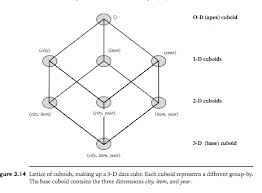 ()
0-D (apex) cuboid
(city) (item) (year)
1-D cuboids
(city, item) (city, year) (item, year)
2-D cuboids
(city, item, year)
3-D (base) cuboid
gure 3.14 Lattice of cuboids, making up a 3-D data cube. Each cuboid represents a different group-by.
The base cuboid contains the three dimensions city, item, and year.